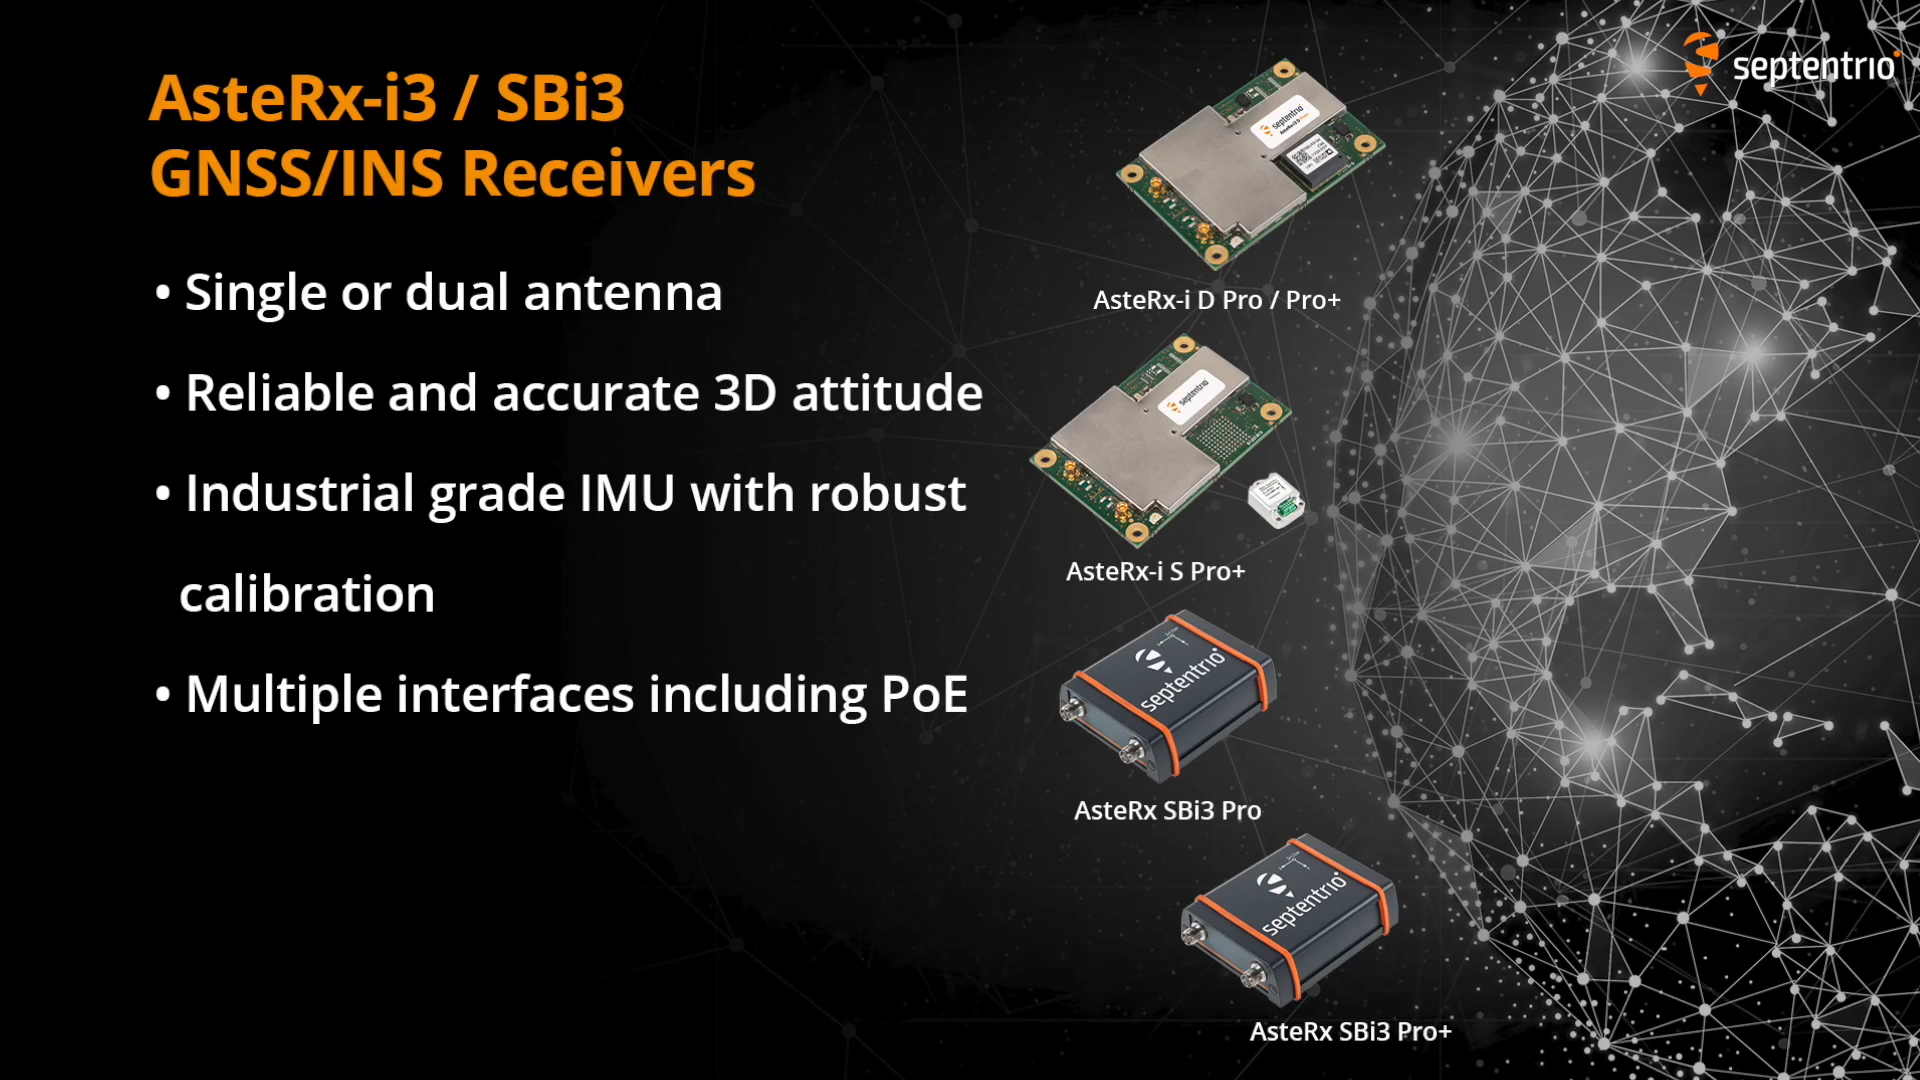 septentrio
AsteRx-i3 / SBi3
GNSS/INS Receivers
• Single or dual antenna
• Reliable and accurate 3D attitude
• Industrial grade IMU with robust
calibration
• Multiple interfaces including PoE
septentrio
AsteRx-i D Pro / Pro+
septentrio
AsteRx-i S Pro+
septentrio
AsteRx SBi3 Pro
septentrio
AsteRx SBi3 Pro+